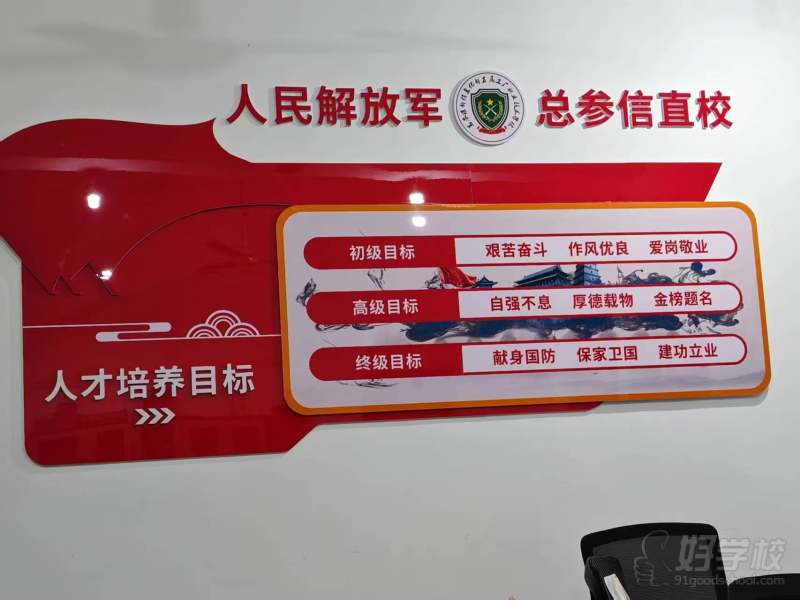 人民解放军 总参信直校
初级目标 艰苦奋斗 作风优良 爱岗敬业
高级目标 自强不息 厚德载物 金榜题名
终级目标 献身国防 保家卫国 建功立业
人才培养目标
好学校
91goodschool.com